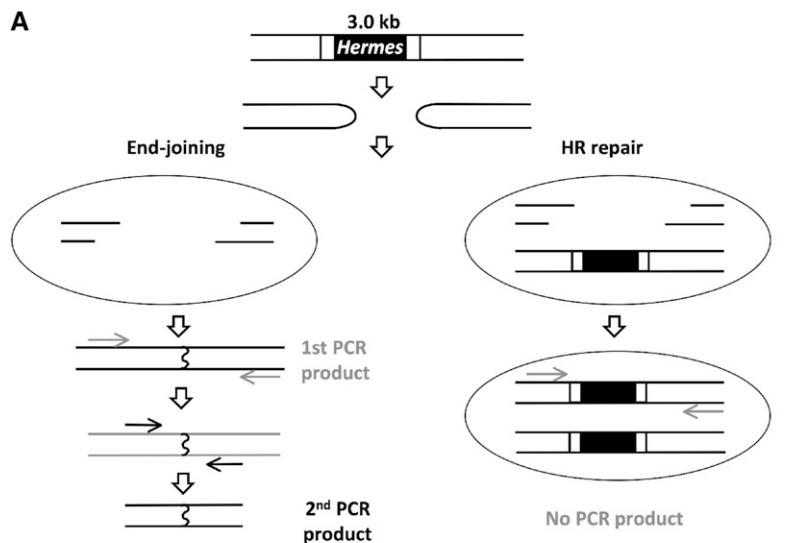 A
3.0 kb
Hermes
End-joining
HR repair
1st PCR
product
2nd PCR
product
No PCR product